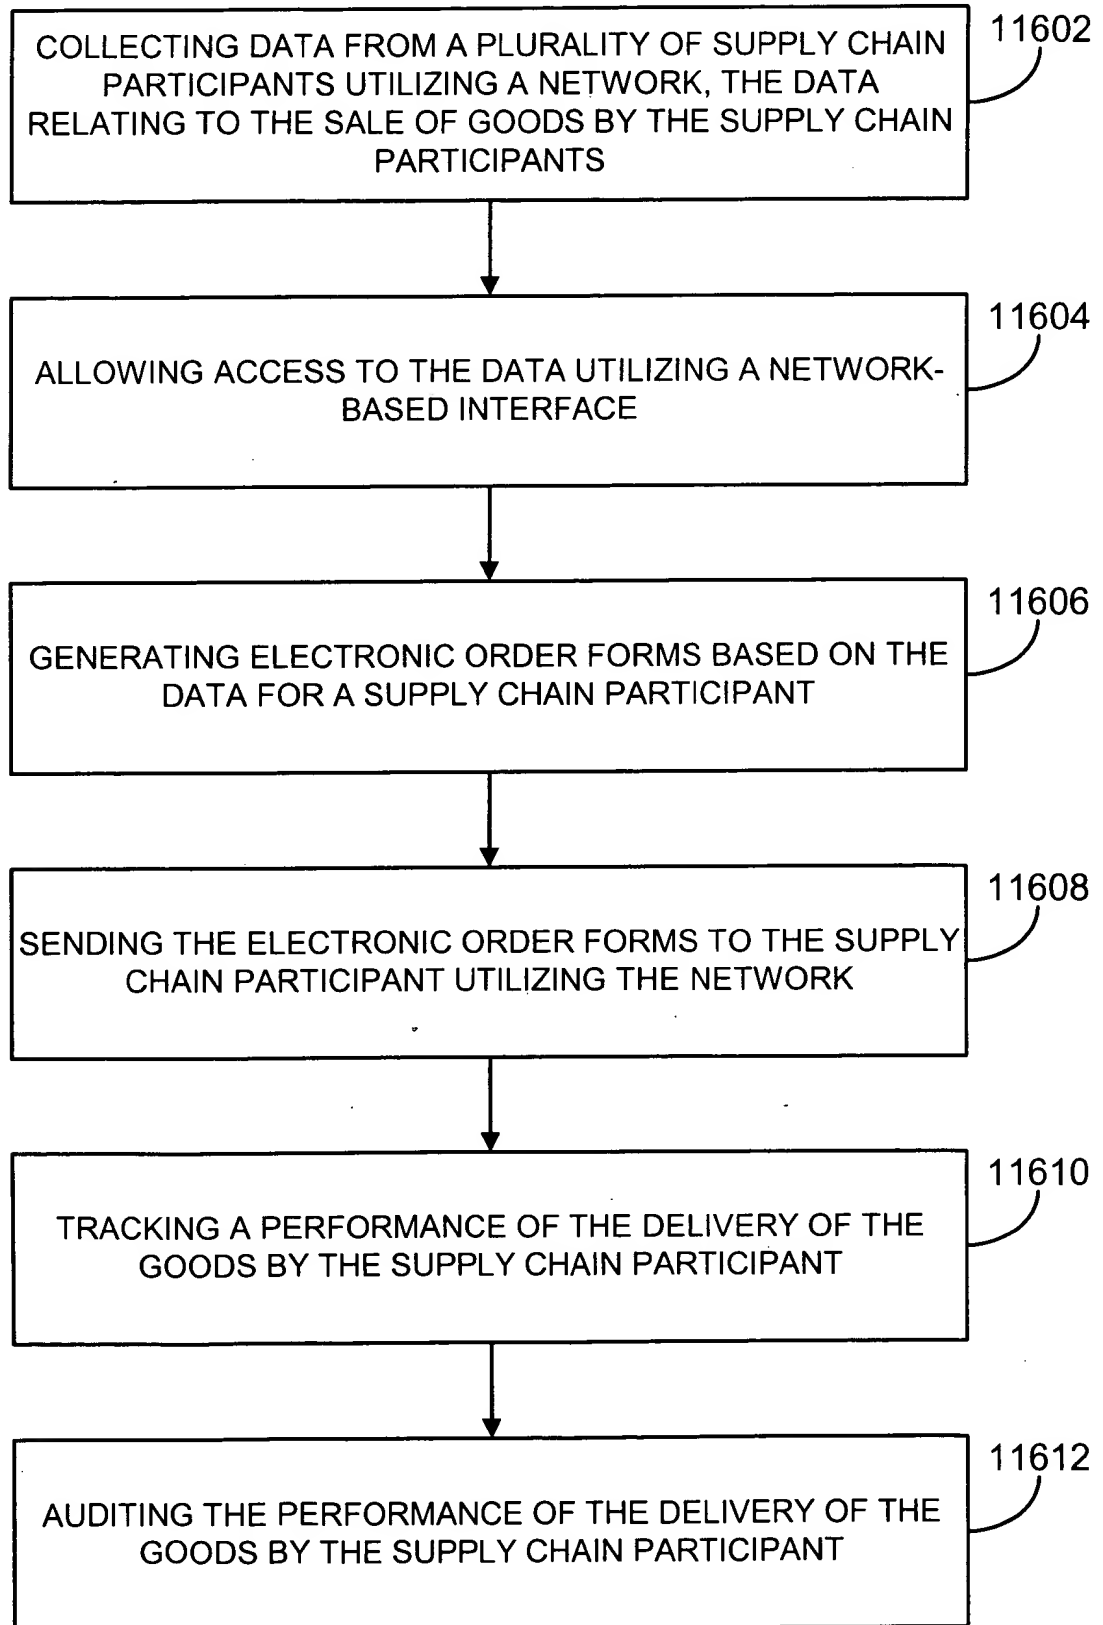 COLLECTING DATA FROM A PLURALITY OF SUPPLY CHAIN
PARTICIPANTS UTILIZING A NETWORK, THE DATA
RELATING TO THE SALE OF GOODS BY THE SUPPLY CHAIN
PARTICIPANTS
11602
ALLOWING ACCESS TO THE DATA UTILIZING A NETWORK-
BASED INTERFACE
11604
GENERATING ELECTRONIC ORDER FORMS BASED ON THE
DATA FOR A SUPPLY CHAIN PARTICIPANT
11606
SENDING THE ELECTRONIC ORDER FORMS TO THE SUPPLY
CHAIN PARTICIPANT UTILIZING THE NETWORK
11608
TRACKING A PERFORMANCE OF THE DELIVERY OF THE
GOODS BY THE SUPPLY CHAIN PARTICIPANT
11610
AUDITING THE PERFORMANCE OF THE DELIVERY OF THE
GOODS BY THE SUPPLY CHAIN PARTICIPANT
11612